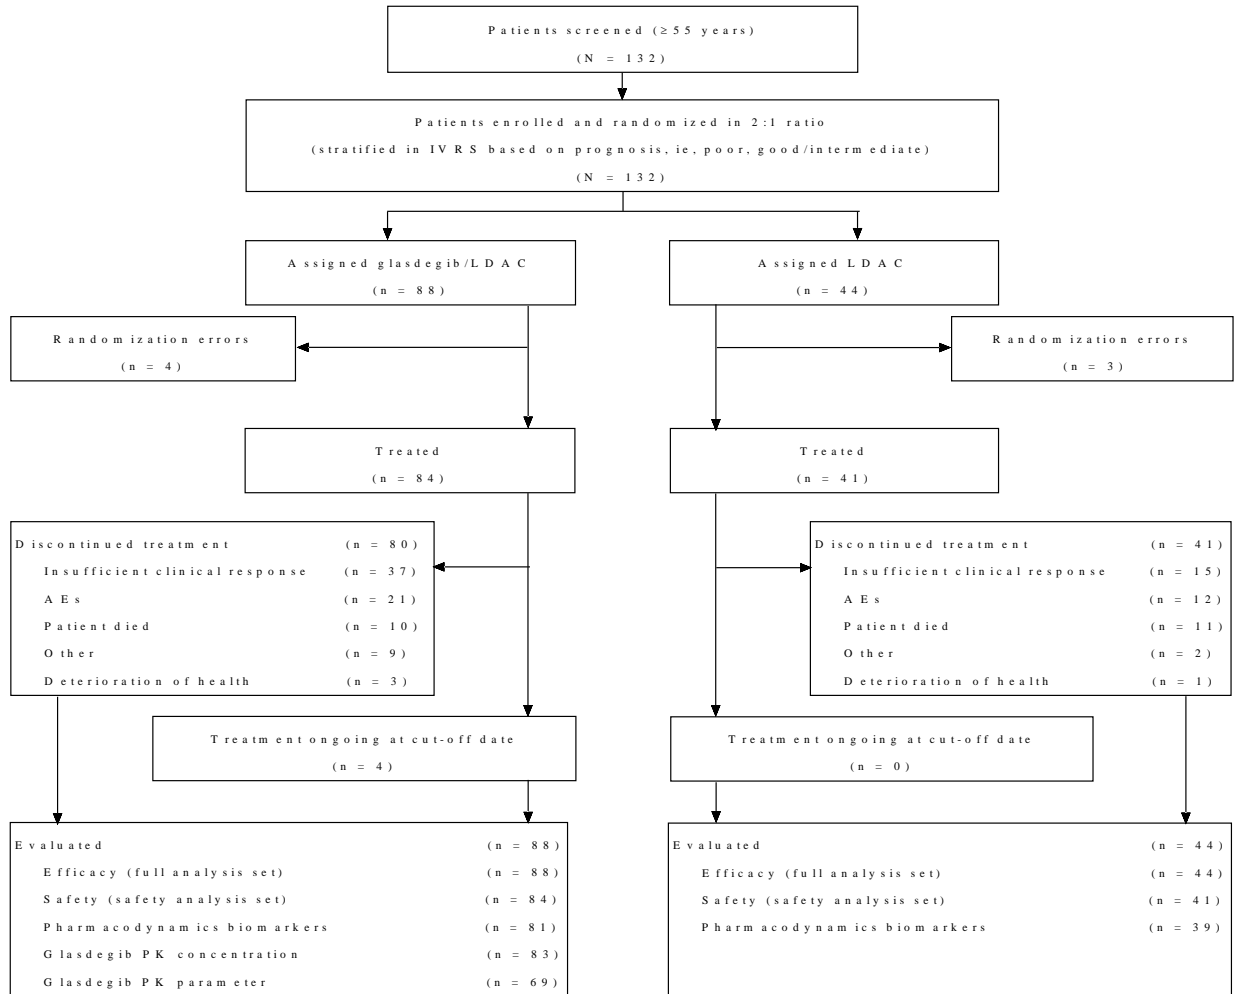 Patients screened (≥55 years)
(N = 132)
Patients enrolled and randomized in 2:1 ratio
(stratified in IVRS based on prognosis, ie, poor, good/intermediate)
(N = 132)
Assigned glasdegib/LDAC
(n = 88)
Assigned LDAC
(n = 44)
Randomization errors
(n = 4)
Randomization errors
(n = 3)
Treated
(n = 84)
Treated
(n = 41)
Discontinued treatment (n = 80)
Insufficient clinical response (n = 37)
AEs (n = 21)
Patient died (n = 10)
Other (n = 9)
Deterioration of health (n = 3)
Discontinued treatment (n = 41)
Insufficient clinical response (n = 15)
AEs (n = 12)
Patient died (n = 11)
Other (n = 2)
Deterioration of health (n = 1)
Treatment ongoing at cut-off date
(n = 4)
Treatment ongoing at cut-off date
(n = 0)
Evaluated (n = 88)
Efficacy (full analysis set) (n = 88)
Safety (safety analysis set) (n = 84)
Pharmacodynamics biomarkers (n = 81)
Glasdegib PK concentration (n = 83)
Glasdegib PK parameter (n = 69)
Evaluated (n = 44)
Efficacy (full analysis set) (n = 44)
Safety (safety analysis set) (n = 41)
Pharmacodynamics biomarkers (n = 39)